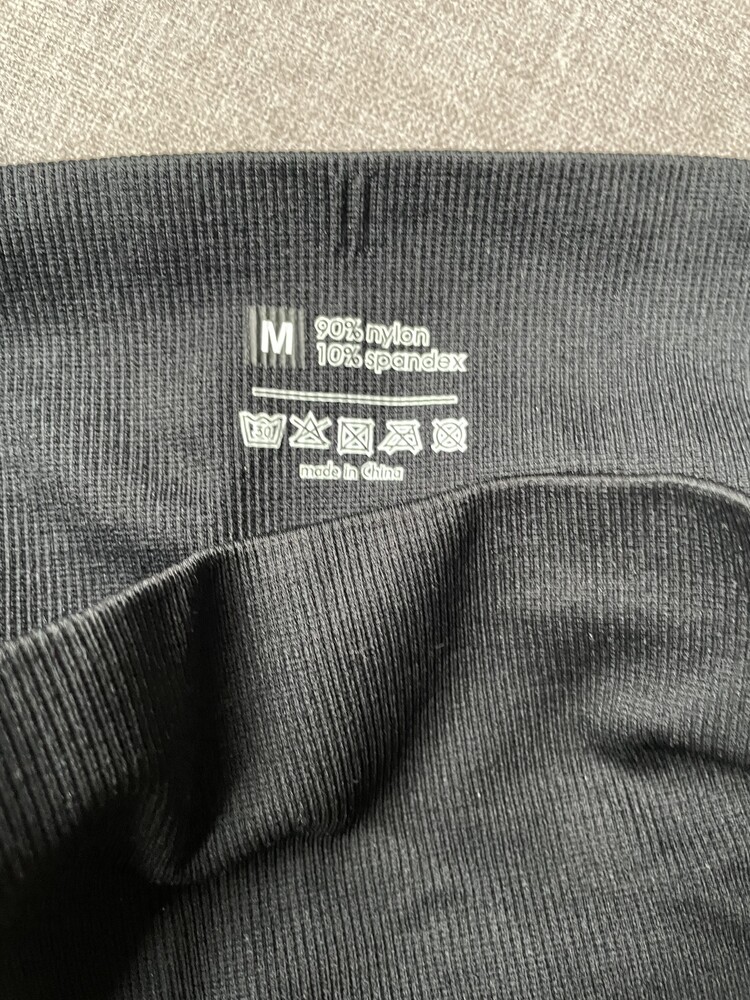 M
90% nylon
10% spandex
30
made in China